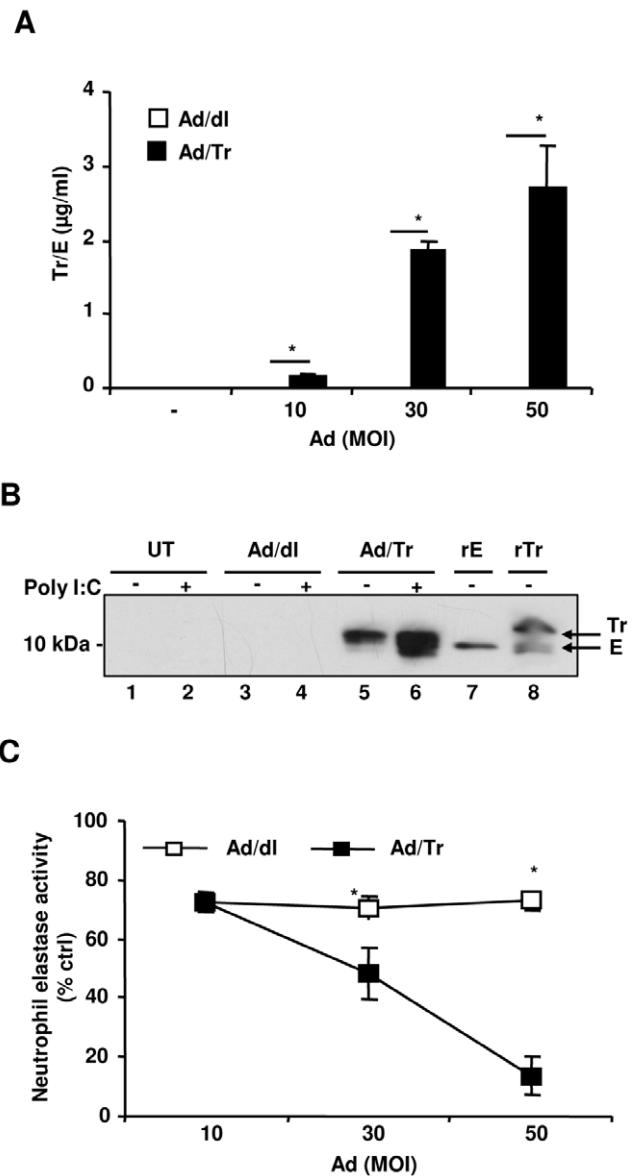 A
4
3
2
1
0
Tr/E (µg/ml)
Ad/dl
Ad/Tr
*
*
*
- 10 30 50
Ad (MOI)
B
UT Ad/dl Ad/Tr rE rTr
Poly I:C - + - + - + - -
10 kDa -
Tr
E
1 2 3 4 5 6 7 8
C
100
80
60
40
20
0
Neutrophil elastase activity
(% ctrl)
Ad/dl Ad/Tr
*
*
10 30 50
Ad (MOI)